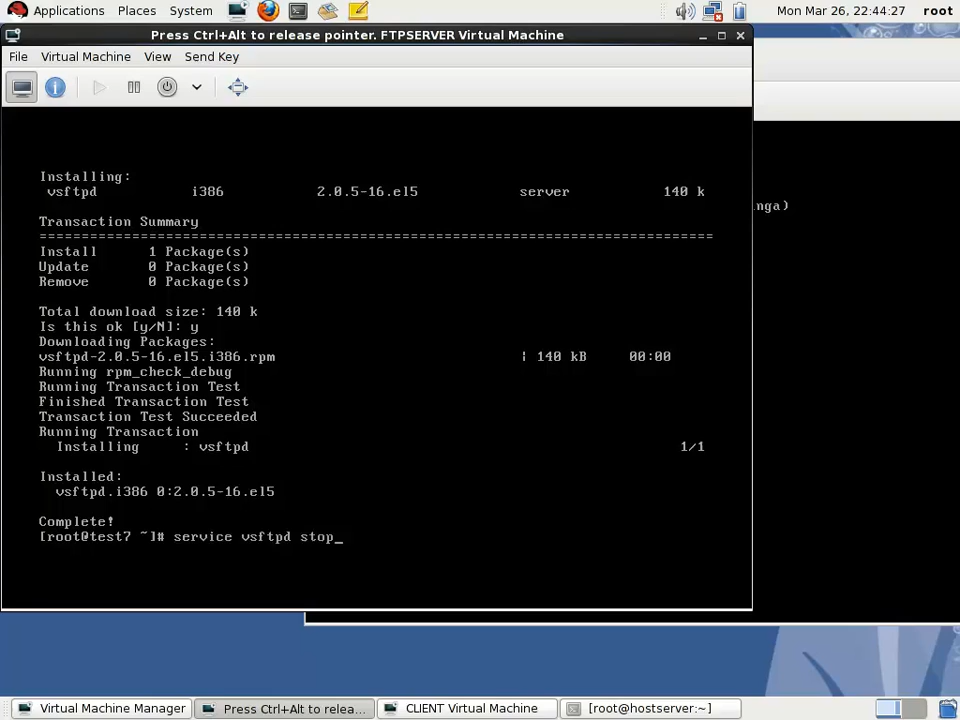 Applications Places System Mon Mar 26, 22:44:27 root
Press Ctrl+Alt to release pointer. FTPSERVER Virtual Machine
File Virtual Machine View Send Key
Installing:
vsftpd i386 2.0.5-16.el5 server 140 k
nga)
Transaction Summary
================================================================================
Install 1 Package(s)
Update 0 Package(s)
Remove 0 Package(s)
Total download size: 140 k
Is this ok [y/N]: y
Downloading Packages:
vsftpd-2.0.5-16.el5.i386.rpm | 140 kB 00:00
Running rpm_check_debug
Running Transaction Test
Finished Transaction Test
Transaction Test Succeeded
Running Transaction
Installing : vsftpd 1/1
Installed:
vsftpd.i386 0:2.0.5-16.el5
Complete!
[root@test7 ~]# service vsftpd stop_
Virtual Machine Manager Press Ctrl+Alt to relea... CLIENT Virtual Machine [root@hostserver:~]